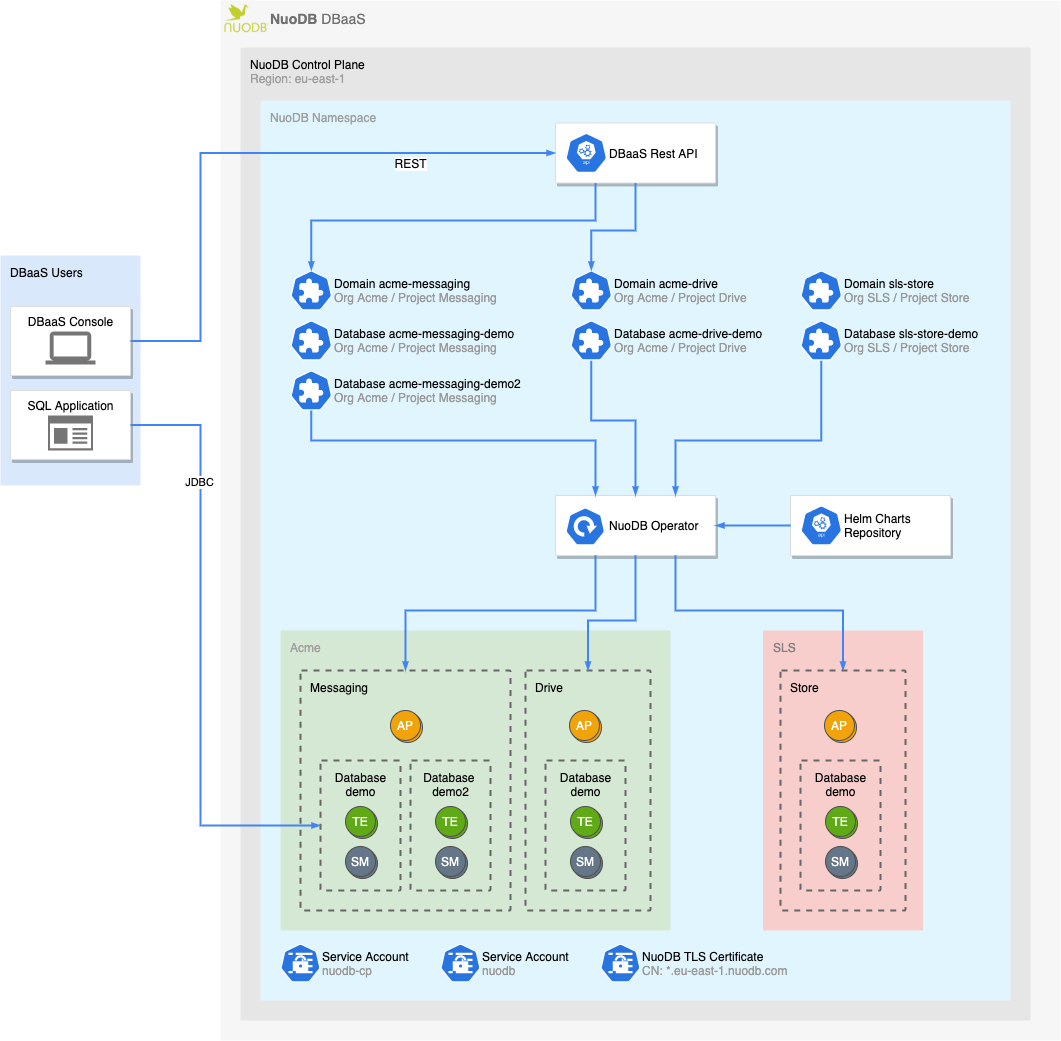 NUODB
NuoDB DBaaS
NuoDB Control Plane
Region: eu-east-1
NuoDB Namespace
api
DBaaS Rest API
REST
DBaaS Users
DBaaS Console
SQL Application
JDBC
Domain acme-messaging
Org Acme / Project Messaging
Database acme-messaging-demo
Org Acme / Project Messaging
Database acme-messaging-demo2
Org Acme / Project Messaging
Domain acme-drive
Org Acme / Project Drive
Database acme-drive-demo
Org Acme / Project Drive
Domain sls-store
Org SLS / Project Store
Database sls-store-demo
Org SLS / Project Store
NuoDB Operator
api
Helm Charts
Repository
Acme
Messaging
AP
Database
demo
TE
SM
Database
demo2
TE
SM
Drive
AP
Database
demo
TE
SM
SLS
Store
AP
Database
demo
TE
SM
Service Account
nuodb-cp
Service Account
nuodb
NuoDB TLS Certificate
CN: *.eu-east-1.nuodb.com